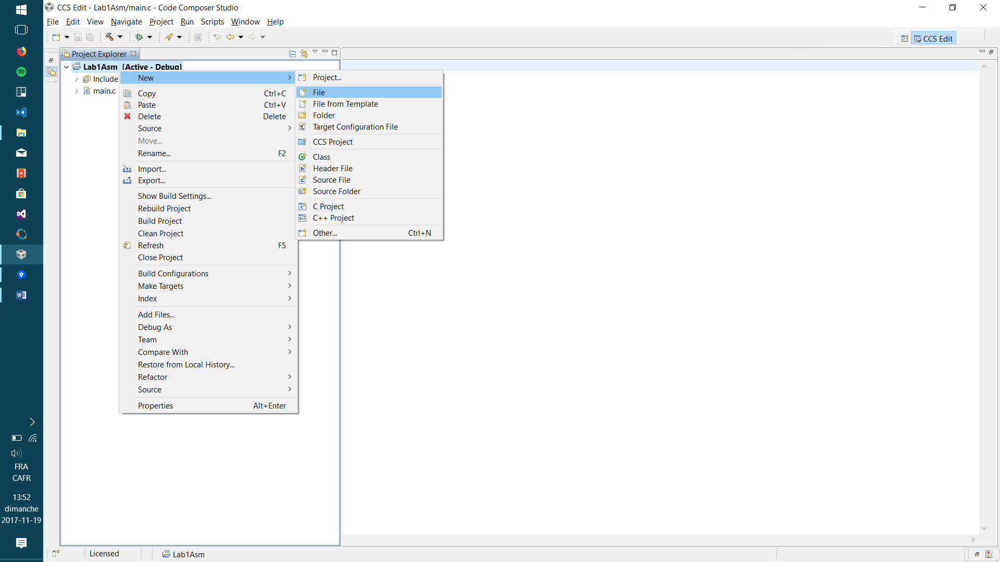 CCS Edit - Lab1Asm/main.c - Code Composer Studio
File Edit View Navigate Project Run Scripts Window Help
CCS Edit
Project Explorer
Lab1Asm [Active - Debug]
Include
main.c
New
Copy Ctrl+C
Paste Ctrl+V
Delete Delete
Source
Move...
Rename... F2
Import...
Export...
Show Build Settings...
Rebuild Project
Build Project
Clean Project
Refresh F5
Close Project
Build Configurations
Make Targets
Index
Add Files...
Debug As
Team
Compare With
Restore from Local History...
Refactor
Source
Properties Alt+Enter
Project...
File
File from Template
Folder
Target Configuration File
CCS Project
Class
Header File
Source File
Source Folder
C Project
C++ Project
Other... Ctrl+N
FRA
CAFR
13:52
dimanche
2017-11-19
Licensed
Lab1Asm